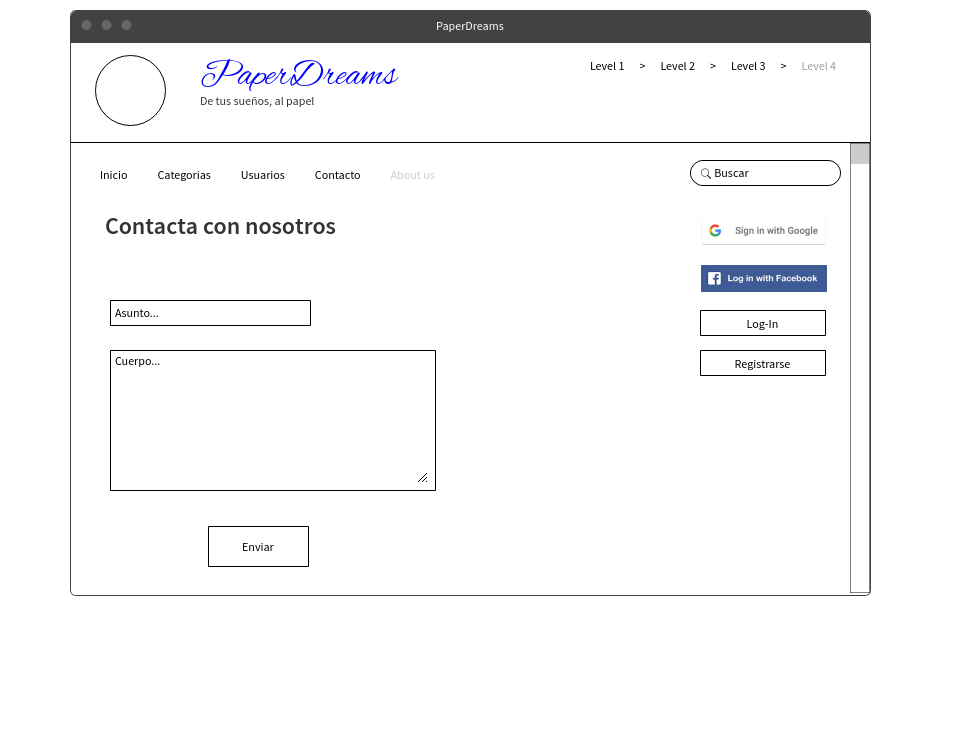 PaperDreams
PaperDreams
De tus sueños, al papel
Level 1 > Level 2 > Level 3 > Level 4
Inicio Categorías Usuarios Contacto About us
Buscar
Contacta con nosotros
Sign in with Google
Log in with Facebook
Asunto...
Log-In
Cuerpo...
Registrarse
Enviar